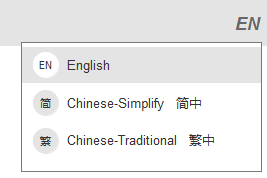 EN
EN English
简 Chinese-Simplify 简中
繁 Chinese-Traditional 繁中